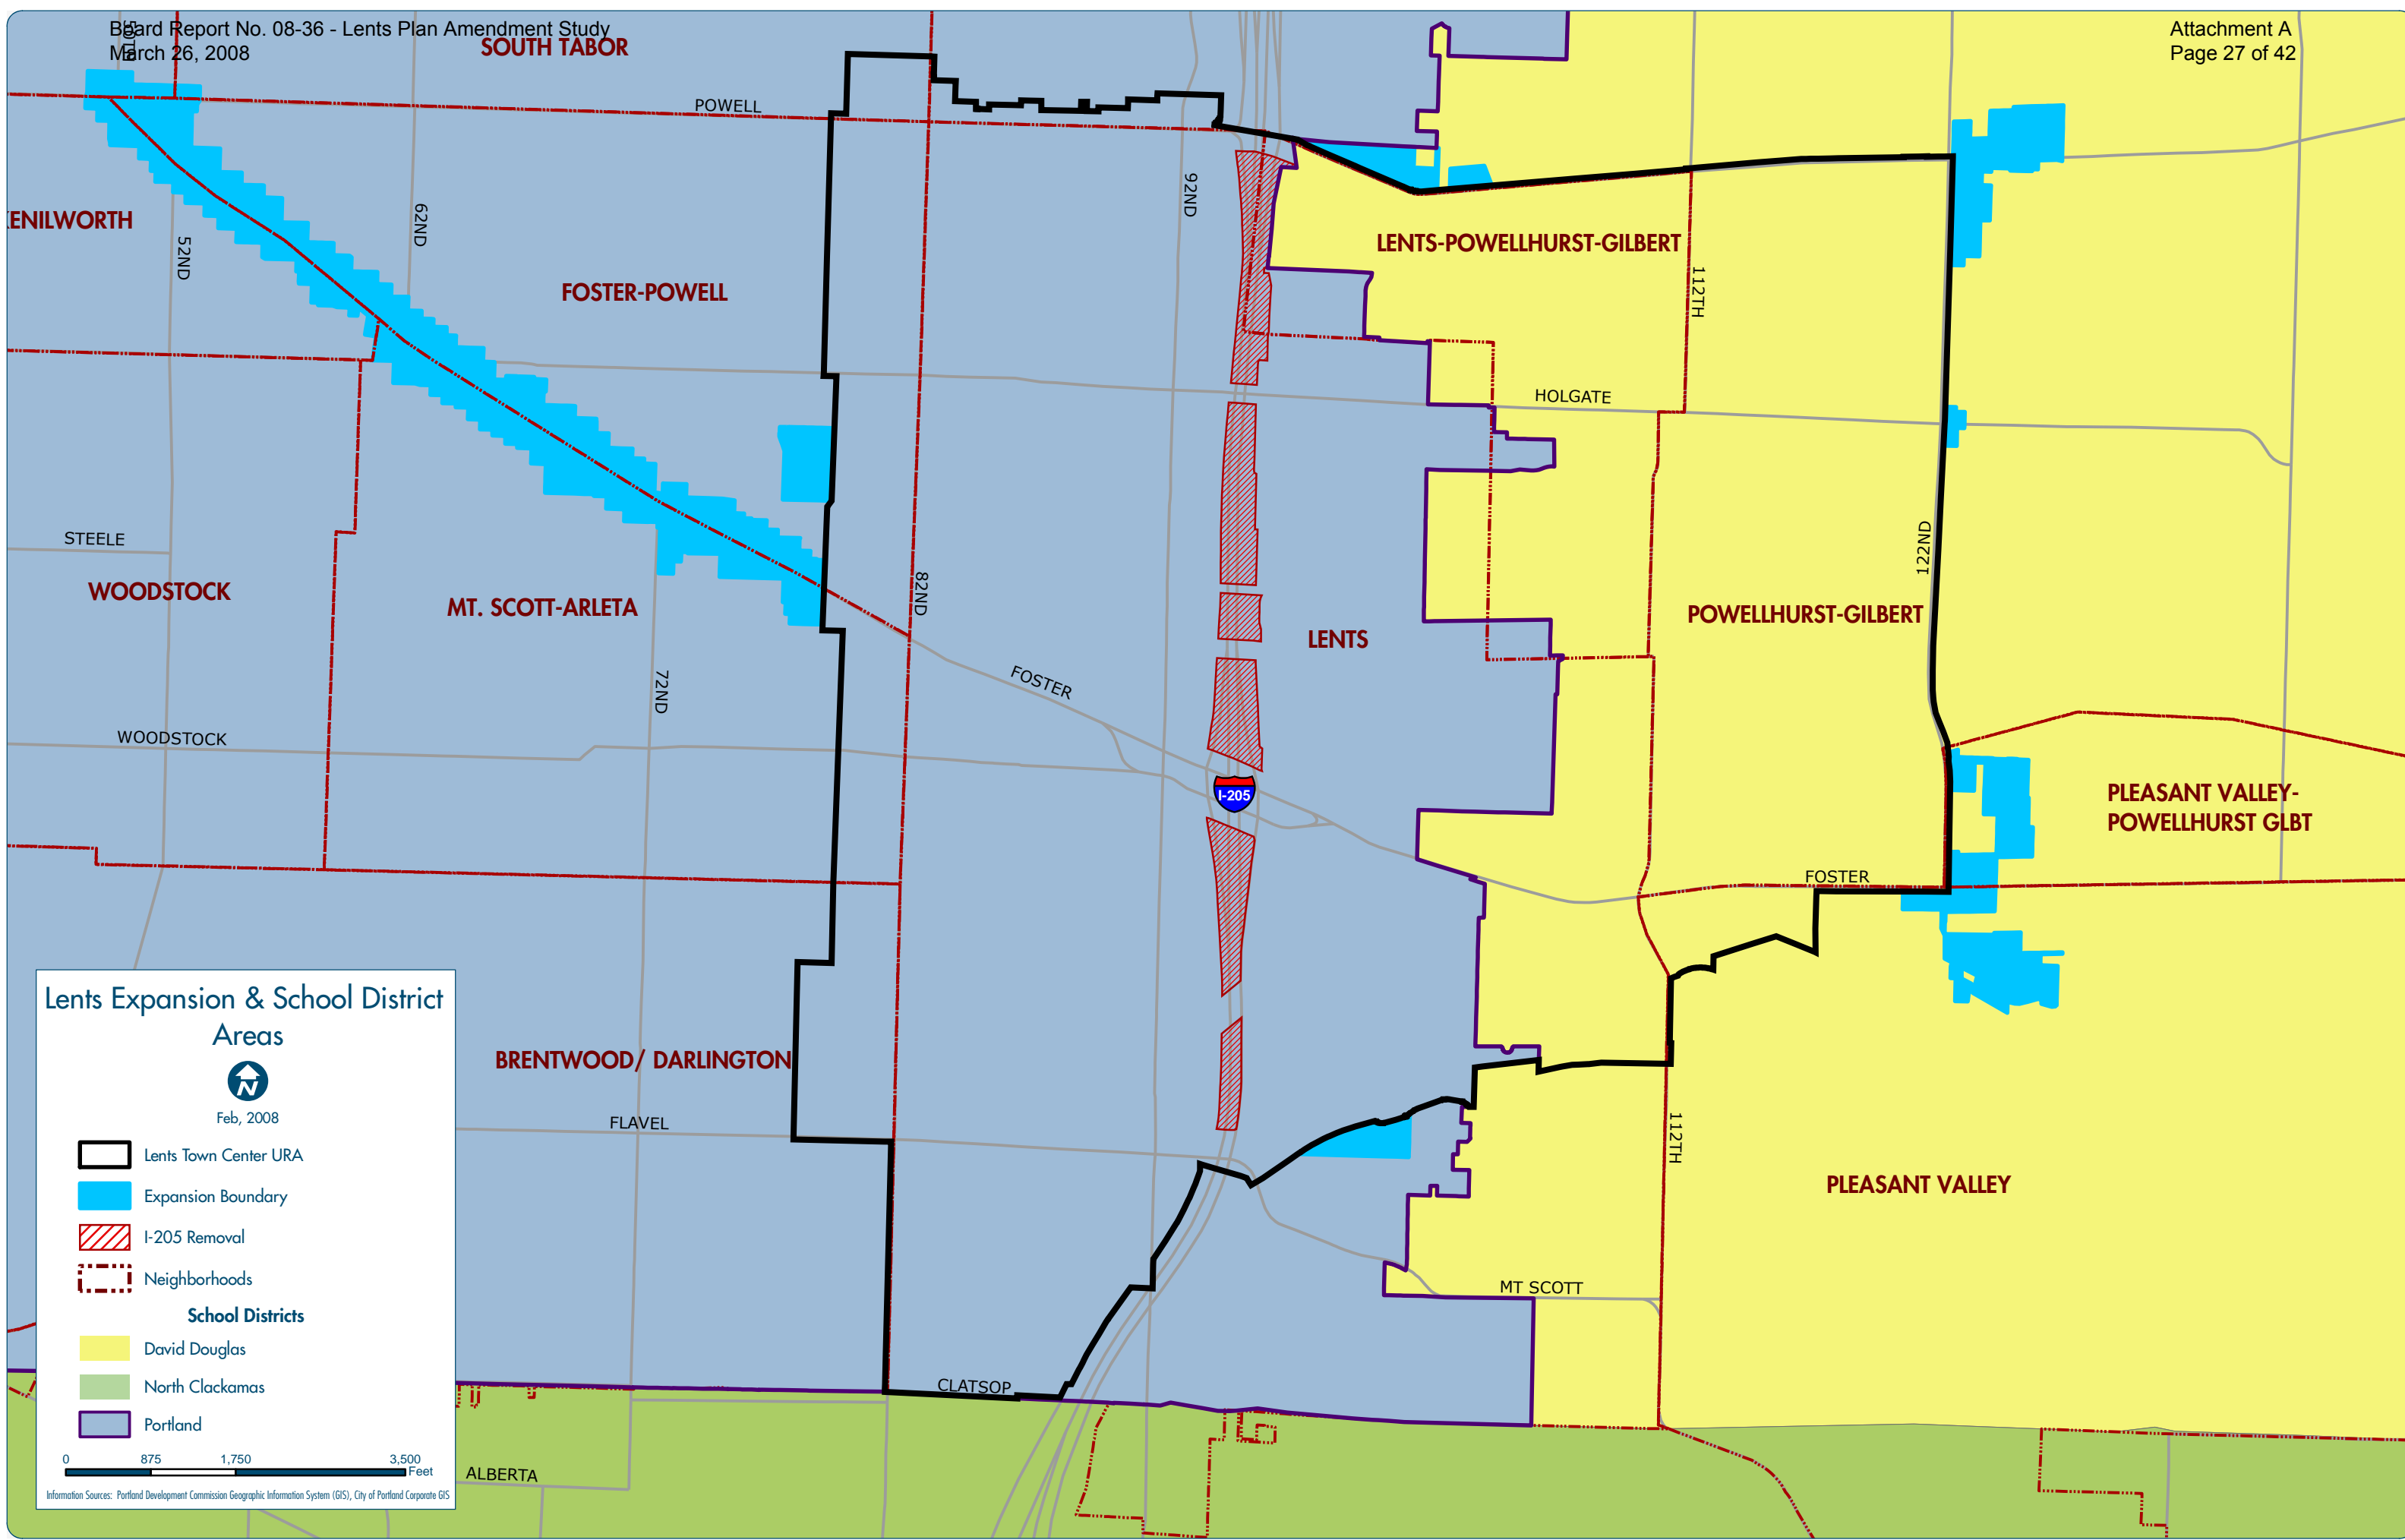 Board Report No. 08-36 - Lents Plan Amendment Study
March 26, 2008
Attachment A
Page 27 of 42
50TH
SOUTH TABOR
POWELL
KENILWORTH
52ND
62ND
92ND
FOSTER-POWELL
LENTS-POWELLHURST-GILBERT
112TH
HOLGATE
STEELE
WOODSTOCK
MT. SCOTT-ARLETA
82ND
72ND
LENTS
122ND
POWELLHURST-GILBERT
FOSTER
WOODSTOCK
I-205
PLEASANT VALLEY-
POWELLHURST GLBT
FOSTER
BRENTWOOD/ DARLINGTON
FLAVEL
112TH
PLEASANT VALLEY
MT SCOTT
CLATSOP
ALBERTA
Lents Expansion & School District
Areas
N
Feb, 2008
Lents Town Center URA
Expansion Boundary
I-205 Removal
Neighborhoods
School Districts
David Douglas
North Clackamas
Portland
0 875 1,750 3,500
Feet
Information Sources: Portland Development Commission Geographic Information System (GIS), City of Portland Corporate GIS